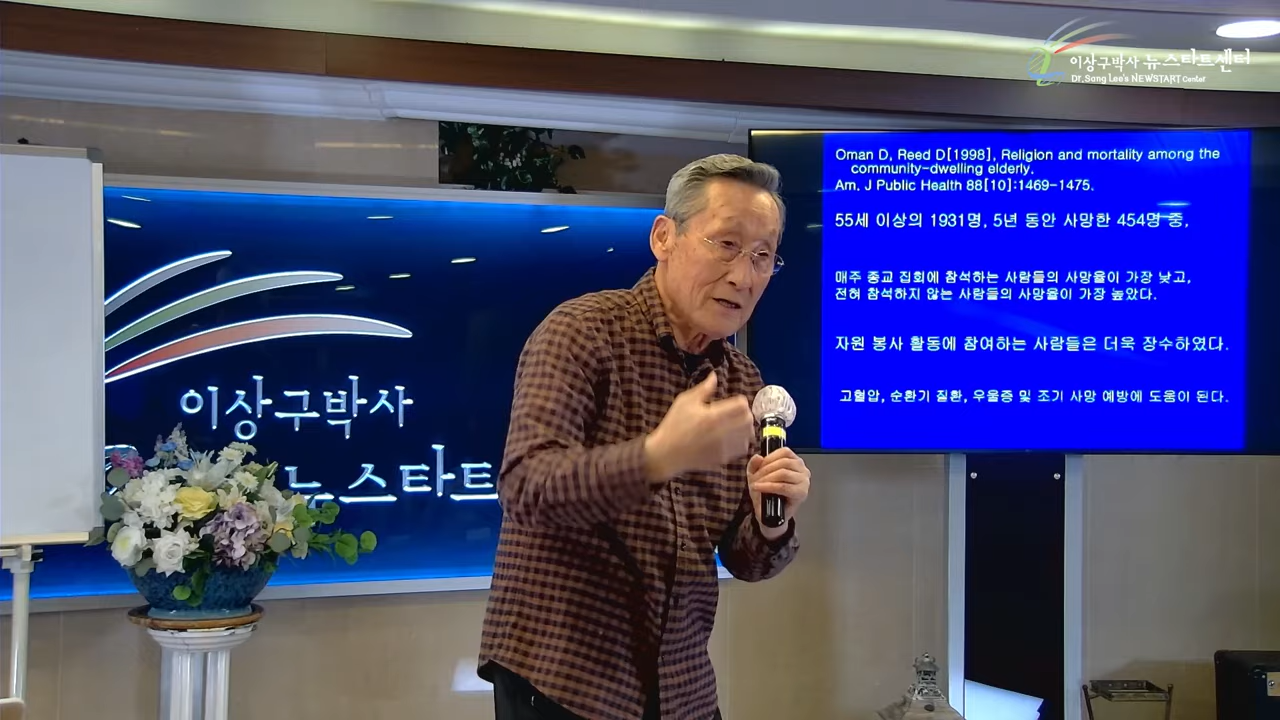 이상구박사 뉴스타트센터
Dr. Sang Lee's NEWSTART Center
Oman D, Reed D[1998], Religion and mortality among the
community-dwelling elderly.
Am. J Public Health 88[10]:1469-1475.
55세 이상의 1931명, 5년 동안 사망한 454명 중,
매주 종교 집회에 참석하는 사람들의 사망율이 가장 낮고,
전혀 참석하지 않는 사람들의 사망율이 가장 높았다.
자원 봉사 활동에 참여하는 사람들은 더욱 장수하였다.
고혈압, 순환기 질환, 우울증 및 조기 사망 예방에 도움이 된다.
이상구박사
뉴스타트